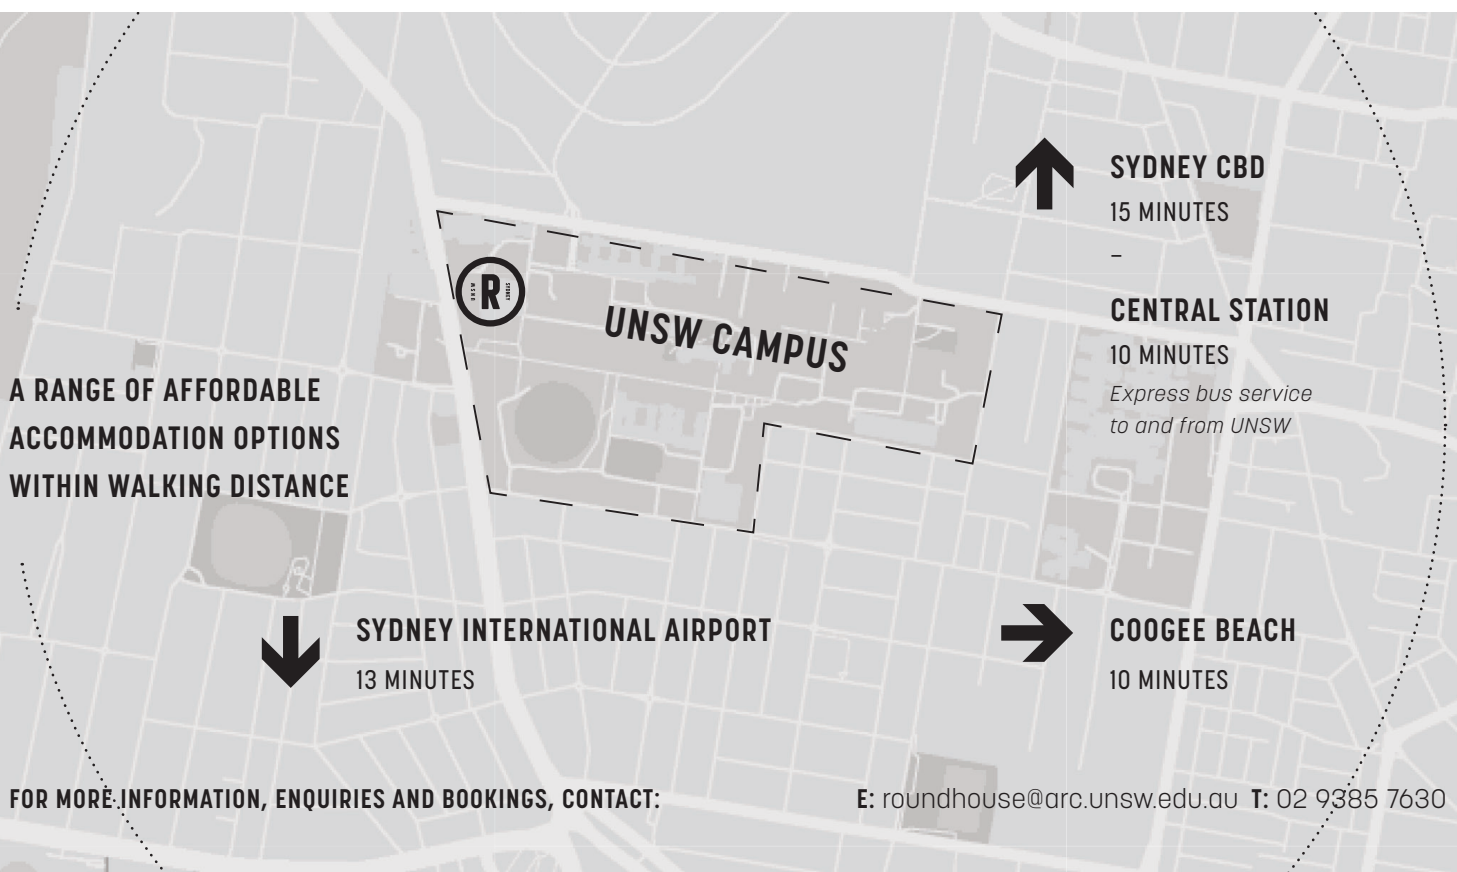 SYDNEY CBD
15 MINUTES
–
CENTRAL STATION
10 MINUTES
Express bus service
to and from UNSW
R
SYDNEY
UNSW
UNSW CAMPUS
A RANGE OF AFFORDABLE
ACCOMMODATION OPTIONS
WITHIN WALKING DISTANCE
SYDNEY INTERNATIONAL AIRPORT
13 MINUTES
COOGEE BEACH
10 MINUTES
FOR MORE INFORMATION, ENQUIRIES AND BOOKINGS, CONTACT:
E: roundhouse@arc.unsw.edu.au T: 02 9385 7630